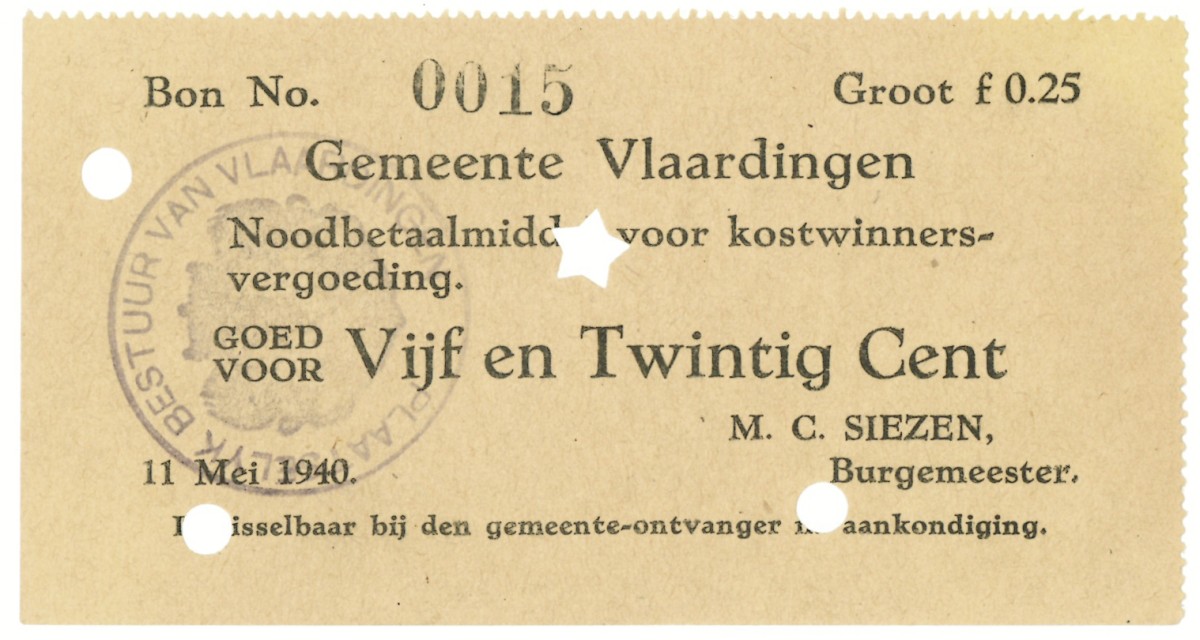 Bon No. 0015 Groot f 0.25
Gemeente Vlaardingen
voor kostwinners-
vergoeding.
GOED VOOR Vijf en Twintig Cent
M. C. SIEZEN,
11 Mei 1940. Burgemeester.
bij den gemeente-ontvanger aankondiging.
PLAATSELYK BESTUUR VAN VLAARDINGEN